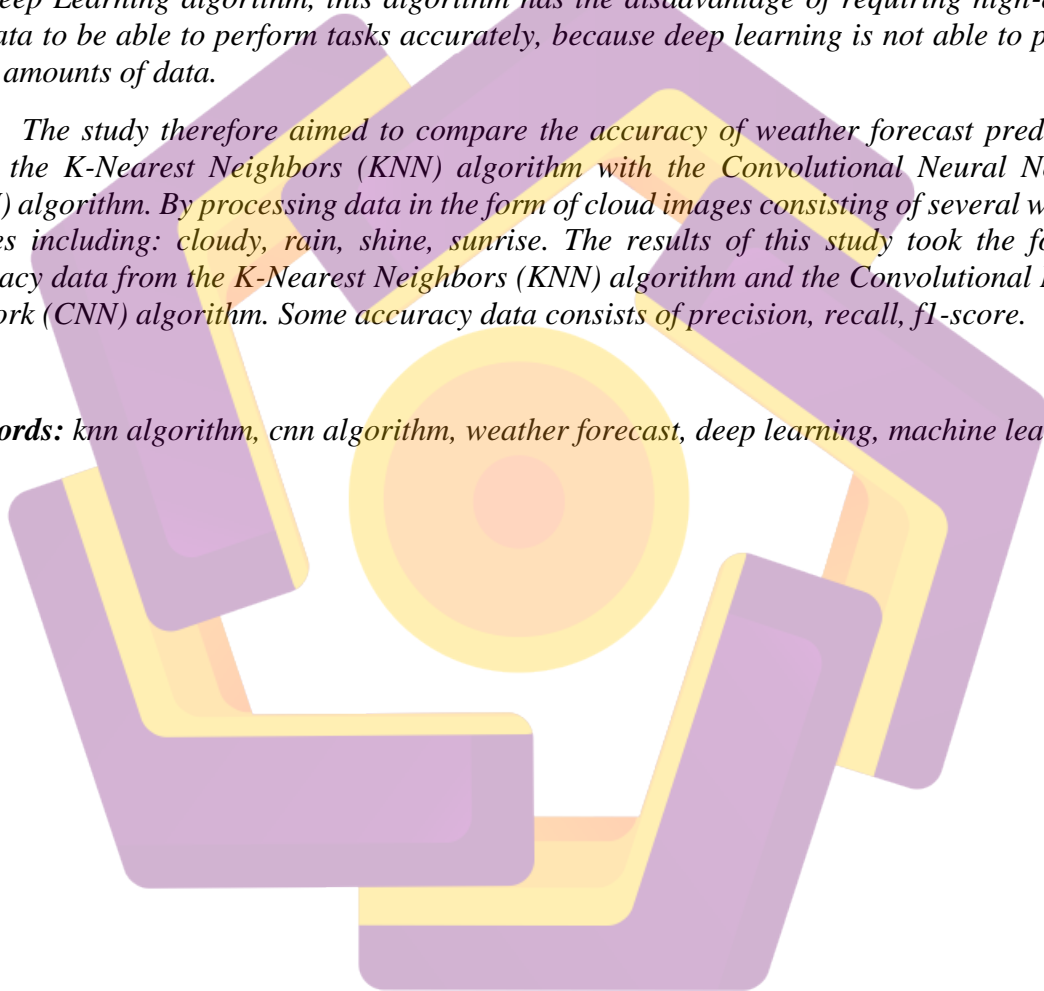 eep Learning algorithm, this algorithm has the disadvantage of requiring high-
ata to be able to perform tasks accurately, because deep learning is not able to p
amounts of data.
The study therefore aimed to compare the accuracy of weather forecast pred
the K-Nearest Neighbors (KNN) algorithm with the Convolutional Neural Ne
) algorithm. By processing data in the form of cloud images consisting of several w
es including: cloudy, rain, shine, sunrise. The results of this study took the fo
acy data from the K-Nearest Neighbors (KNN) algorithm and the Convolutional
ork (CNN) algorithm. Some accuracy data consists of precision, recall, f1-score.
ords: knn algorithm, cnn algorithm, weather forecast, deep learning, machine lea